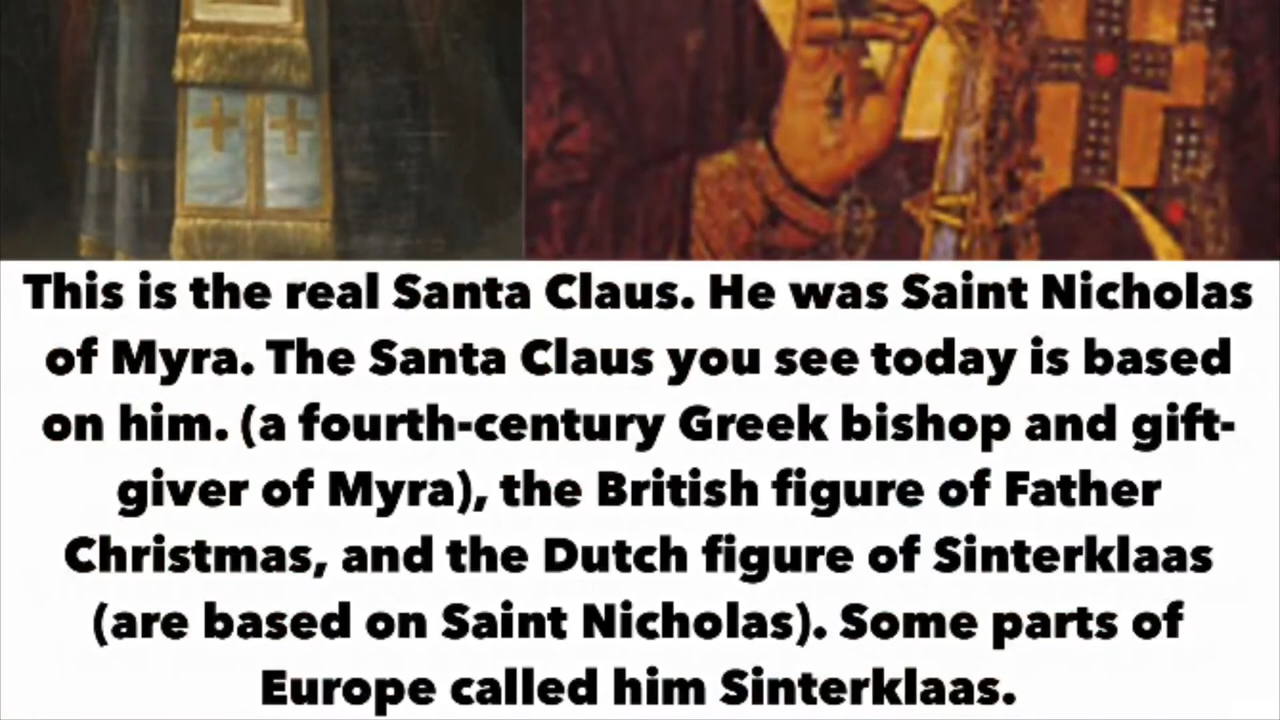 This is the real Santa Claus. He was Saint Nicholas
of Myra. The Santa Claus you see today is based
on him. (a fourth-century Greek bishop and gift-
giver of Myra), the British figure of Father
Christmas, and the Dutch figure of Sinterklaas
(are based on Saint Nicholas). Some parts of
Europe called him Sinterklaas.